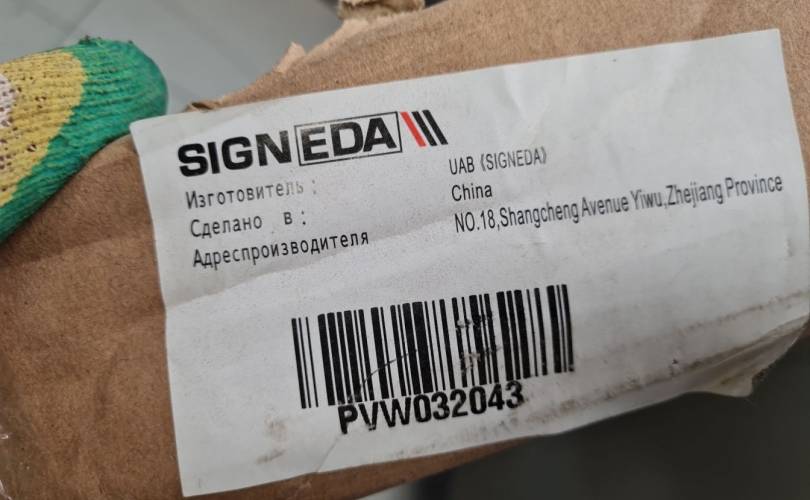 SIGNEDA
Изготовитель : UAB《SIGNEDA》
Сделано в : China
Адреспроизводителя NO.18,Shangcheng Avenue Yiwu,Zhejiang Province
PVW032043